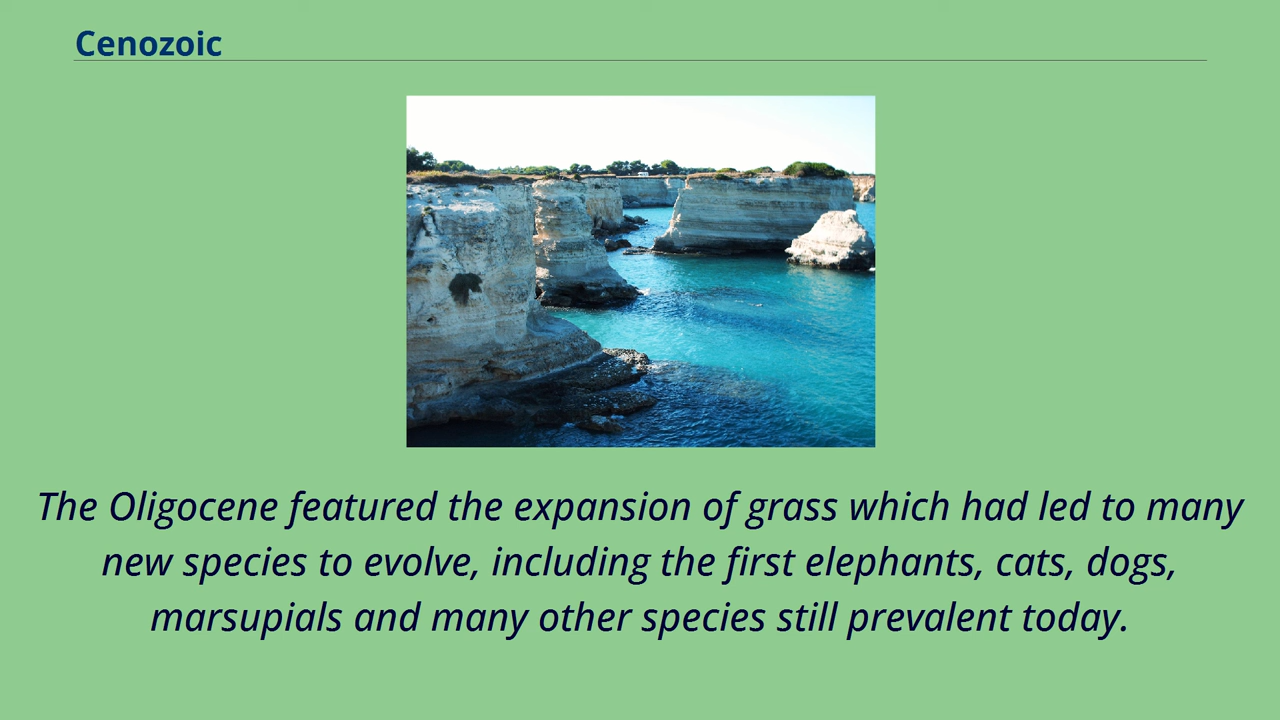 Cenozoic
The Oligocene featured the expansion of grass which had led to many
new species to evolve, including the first elephants, cats, dogs,
marsupials and many other species still prevalent today.